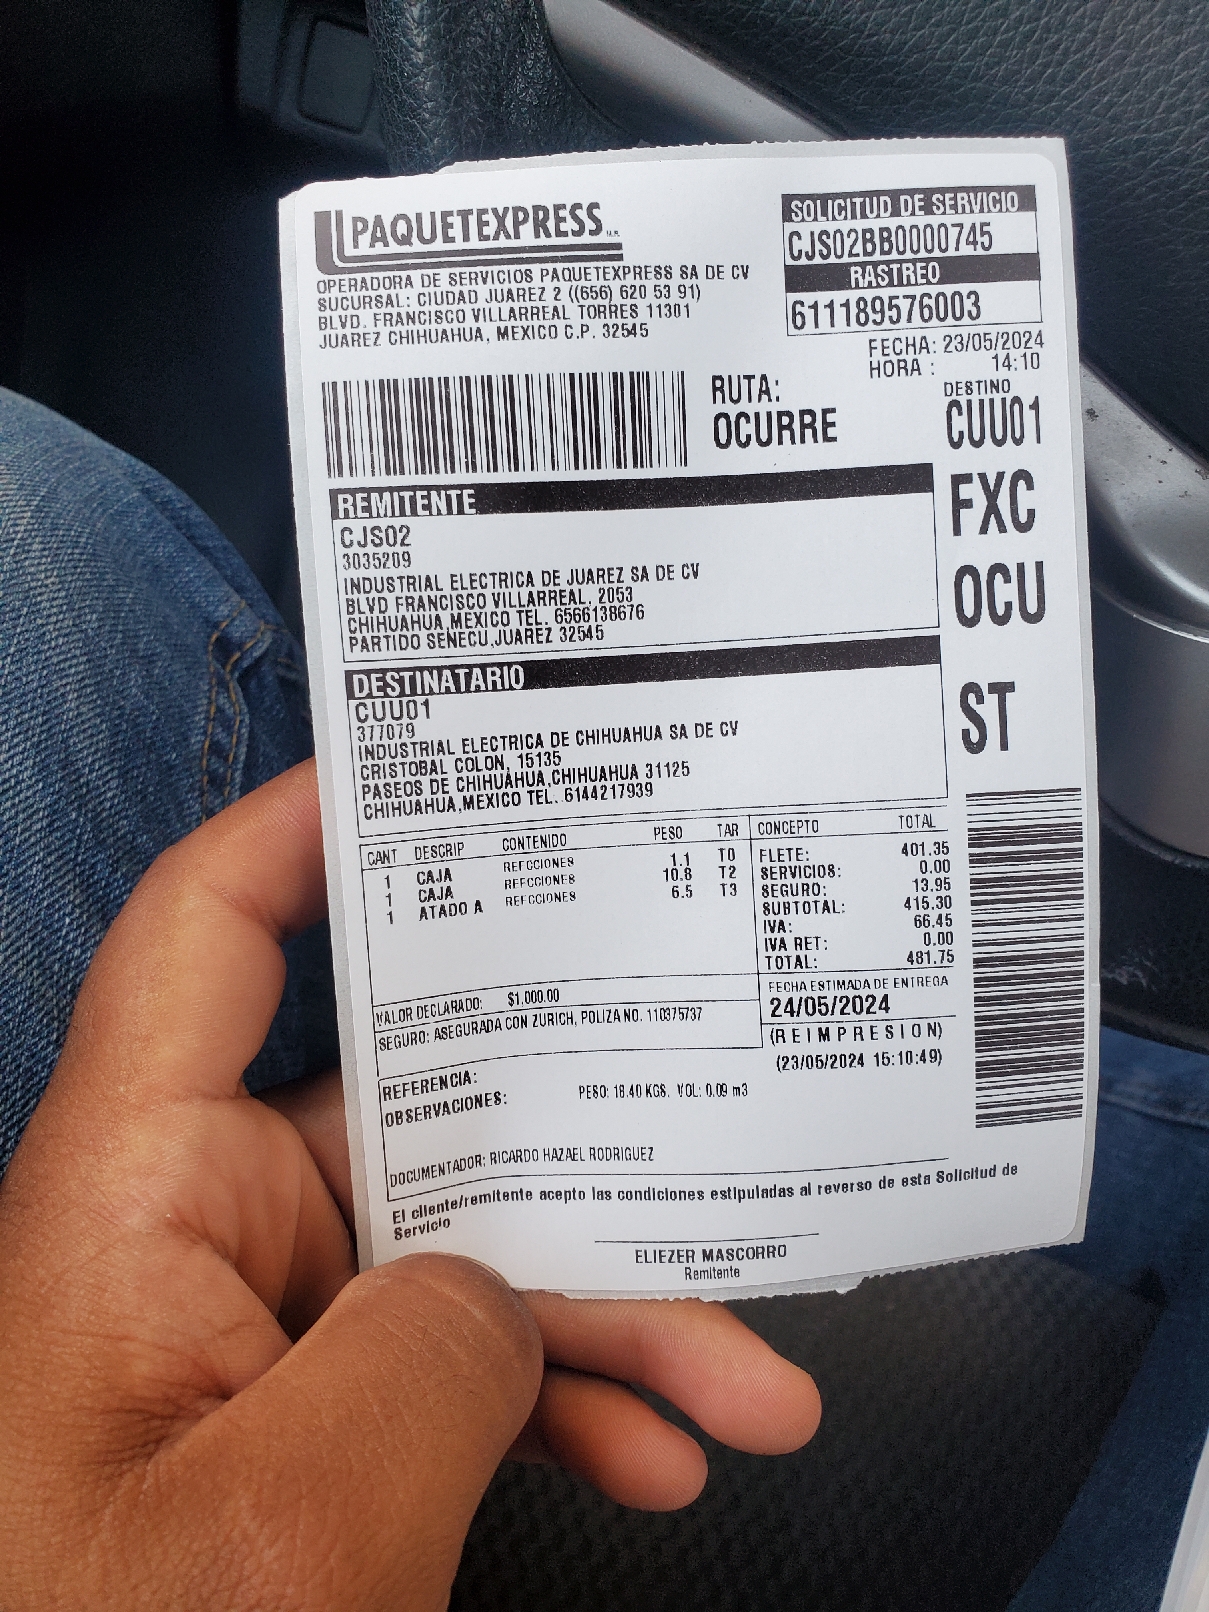 PAQUETEXPRESS M.R.
OPERADORA DE SERVICIOS PAQUETEXPRESS SA DE CV
SUCURSAL: CIUDAD JUAREZ 2 ((656) 620 53 91)
BLVD. FRANCISCO VILLARREAL TORRES 11301
JUAREZ CHIHUAHUA, MEXICO C.P. 32545
SOLICITUD DE SERVICIO
CJS02BB0000745
RASTREO
611189576003
FECHA: 23/05/2024
HORA : 14:10
RUTA:
OCURRE
DESTINO
CUU01
FXC
OCU
ST
REMITENTE
CJS02
3035209
INDUSTRIAL ELECTRICA DE JUAREZ SA DE CV
BLVD FRANCISCO VILLARREAL, 2053
CHIHUAHUA,MEXICO TEL. 6566138676
PARTIDO SENECU,JUAREZ 32545
DESTINATARIO
CUU01
377079
INDUSTRIAL ELECTRICA DE CHIHUAHUA SA DE CV
CRISTOBAL COLON, 15135
PASEOS DE CHIHUAHUA,CHIHUAHUA 31125
CHIHUAHUA,MEXICO TEL. 6144217939
CANT DESCRIP CONTENIDO PESO TAR
1 CAJA REFCCIONES 1.1 T0
1 CAJA REFCCIONES 10.8 T2
1 ATADO A REFCCIONES 6.5 T3
CONCEPTO TOTAL
FLETE: 401.35
SERVICIOS: 0.00
SEGURO: 13.95
SUBTOTAL: 415.30
IVA: 66.45
IVA RET: 0.00
TOTAL: 481.75
VALOR DECLARADO: $1,000.00
SEGURO: ASEGURADA CON ZURICH, POLIZA NO. 110375737
FECHA ESTIMADA DE ENTREGA
24/05/2024
(REIMPRESION)
(23/05/2024 15:10:49)
REFERENCIA:
OBSERVACIONES: PESO: 18.40 KGS. VOL: 0.09 m3
DOCUMENTADOR: RICARDO HAZAEL RODRIGUEZ
El cliente/remitente acepto las condiciones estipuladas al reverso de esta Solicitud de
Servicio
ELIEZER MASCORRO
Remitente